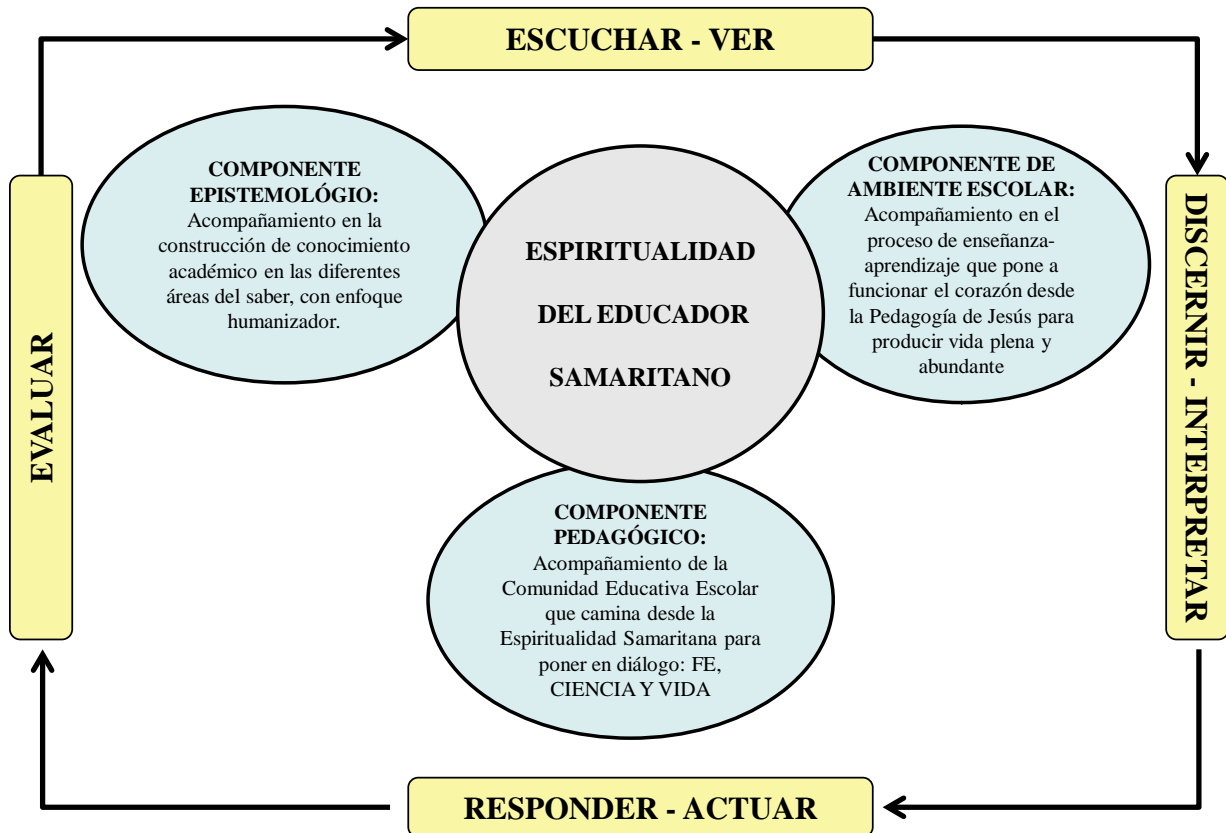 ESCUCHAR - VER
COMPONENTE
EPISTEMOLÓGIO:
Acompañamiento en la
construcción de conocimiento
académico en las diferentes
áreas del saber, con enfoque
humanizador.
ESPIRITUALIDAD
DEL EDUCADOR
SAMARITANO
COMPONENTE DE
AMBIENTE ESCOLAR:
Acompañamiento en el
proceso de enseñanza-
aprendizaje que pone a
funcionar el corazón desde
la Pedagogía de Jesús para
producir vida plena y
abundante
DISCERNIR - INTERPRETAR
EVALUAR
COMPONENTE
PEDAGÓGICO:
Acompañamiento de la
Comunidad Educativa Escolar
que camina desde la
Espiritualidad Samaritana para
poner en diálogo: FE,
CIENCIA Y VIDA
RESPONDER - ACTUAR